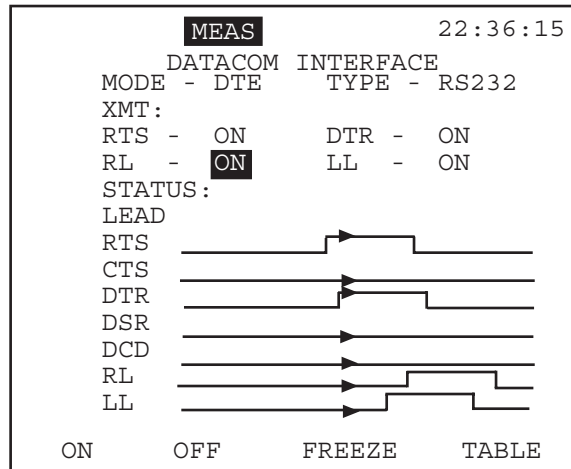 MEAS 22:36:15
DATACOM INTERFACE
MODE - DTE TYPE - RS232
XMT:
RTS - ON DTR - ON
RL - ON LL - ON
STATUS:
LEAD
RTS
CTS
DTR
DSR
DCD
RL
LL
ON OFF FREEZE TABLE